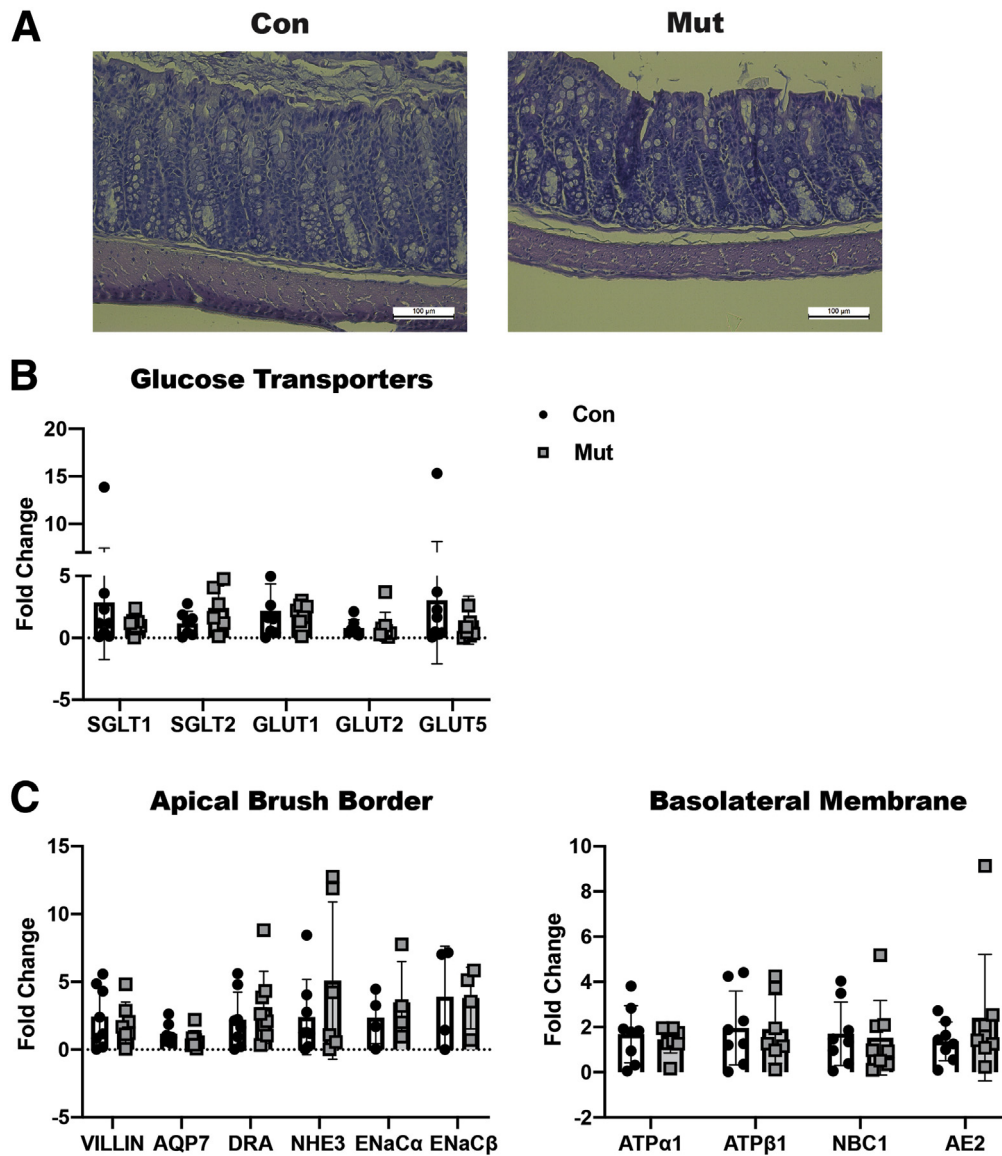 A
Con
Mut
100 µm
100 µm
B
Glucose Transporters
Con
Mut
Fold Change
20
15
10
5
0
-5
SGLT1 SGLT2 GLUT1 GLUT2 GLUT5
C
Apical Brush Border
Fold Change
15
10
5
0
-5
VILLIN AQP7 DRA NHE3 ENaCα ENaCβ
Basolateral Membrane
Fold Change
10
8
6
4
2
0
-2
ATPα1 ATPβ1 NBC1 AE2